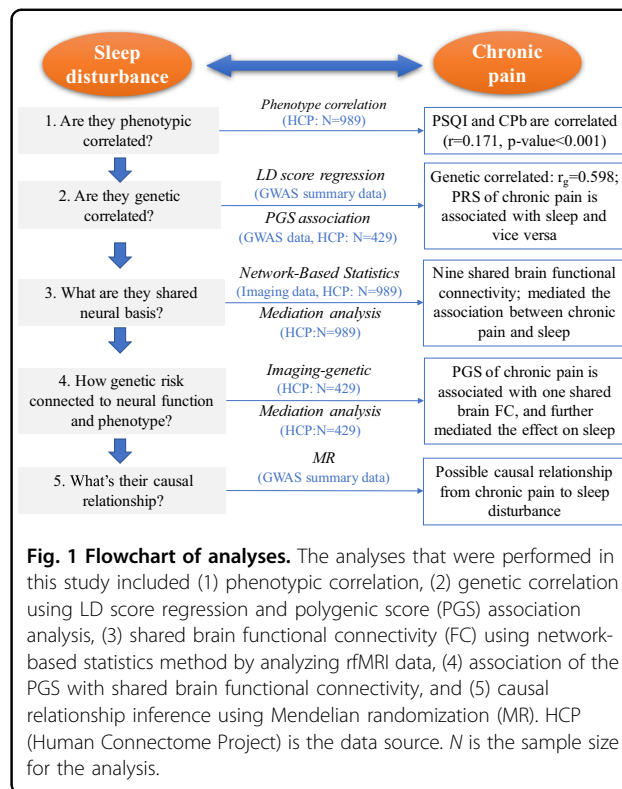 Sleep
disturbance
Chronic
pain
1. Are they phenotypic
correlated?
Phenotype correlation
(HCP: N=989)
PSQI and CPb are correlated
(r=0.171, p-value<0.001)
2. Are they genetic
correlated?
LD score regression
(GWAS summary data)
PGS association
(GWAS data, HCP: N=429)
Genetic correlated: rg=0.598;
PRS of chronic pain is
associated with sleep and
vice versa
3. What are they shared
neural basis?
Network-Based Statistics
(Imaging data, HCP: N=989)
Mediation analysis
(HCP:N=989)
Nine shared brain functional
connectivity; mediated the
association between chronic
pain and sleep
4. How genetic risk
connected to neural function
and phenotype?
Imaging-genetic
(HCP: N=429)
Mediation analysis
(HCP:N=429)
PGS of chronic pain is
associated with one shared
brain FC, and further
mediated the effect on sleep
5. What's their causal
relationship?
MR
(GWAS summary data)
Possible causal relationship
from chronic pain to sleep
disturbance
Fig. 1 Flowchart of analyses. The analyses that were performed in
this study included (1) phenotypic correlation, (2) genetic correlation
using LD score regression and polygenic score (PGS) association
analysis, (3) shared brain functional connectivity (FC) using network-
based statistics method by analyzing rfMRI data, (4) association of the
PGS with shared brain functional connectivity, and (5) causal
relationship inference using Mendelian randomization (MR). HCP
(Human Connectome Project) is the data source. N is the sample size
for the analysis.